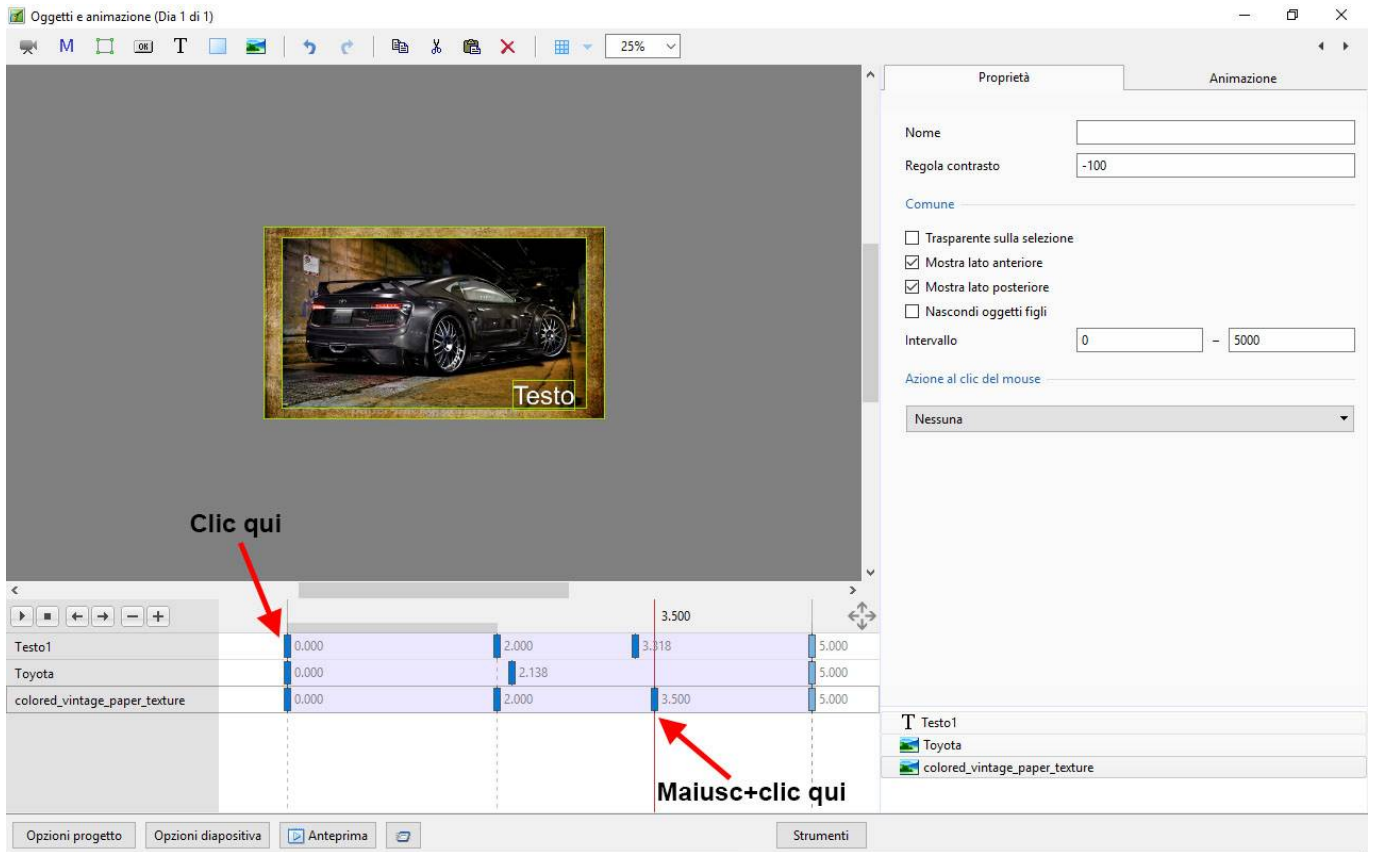 Oggetti e animazione (Dia 1 di 1)
M OK T 25%
Proprietà Animazione
Nome
Regola contrasto -100
Comune
Trasparente sulla selezione
Mostra lato anteriore
Mostra lato posteriore
Nascondi oggetti figli
Intervallo 0 – 5000
Azione al clic del mouse
Nessuna
Testo
Clic qui
3.500
Testo1 0.000 2.000 3.318 5.000
Toyota 0.000 2.138 5.000
colored_vintage_paper_texture 0.000 2.000 3.500 5.000
Maiusc+clic qui
T Testo1
Toyota
colored_vintage_paper_texture
Opzioni progetto Opzioni diapositiva Anteprima Strumenti